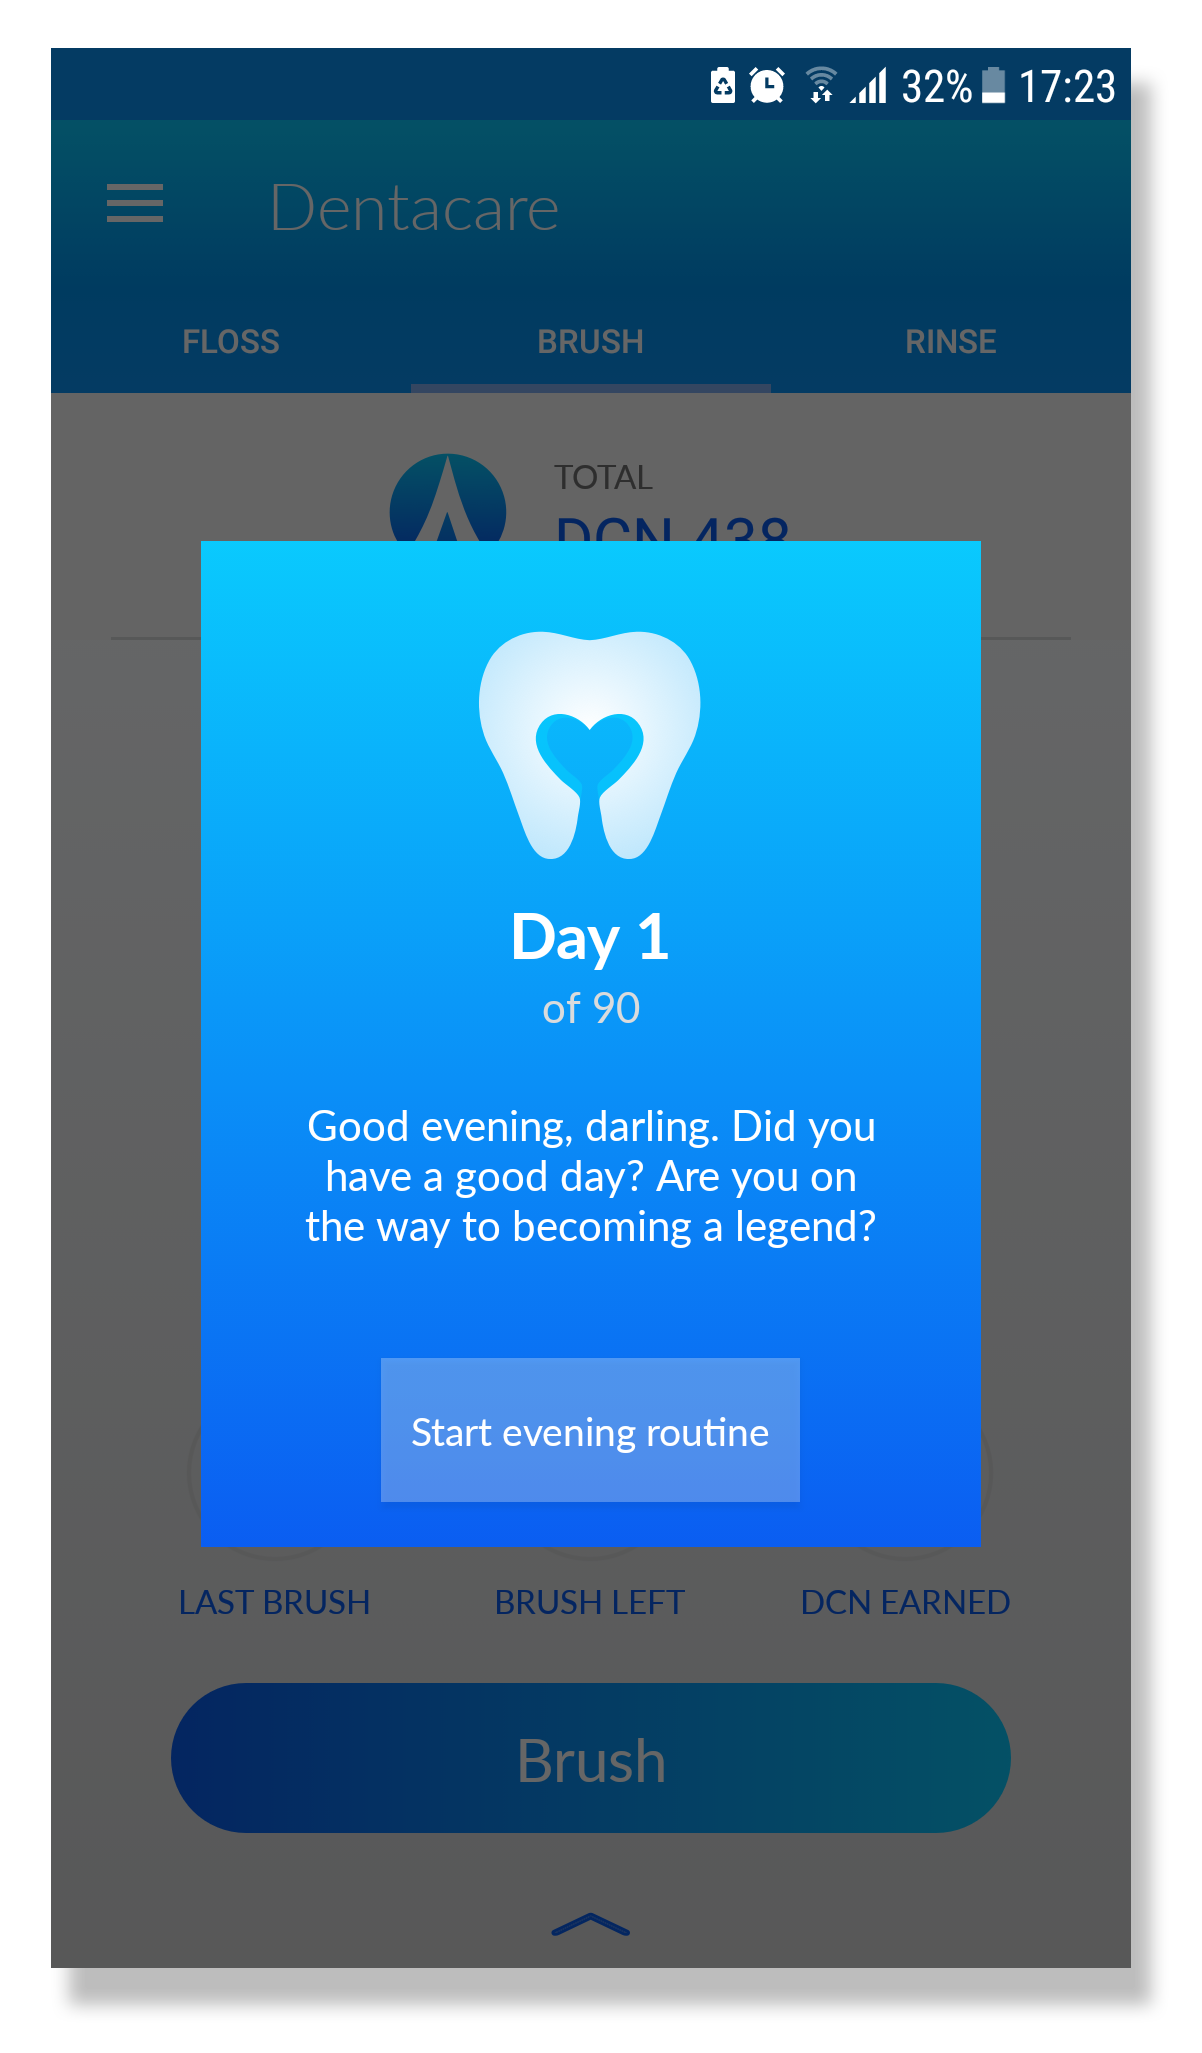 32% 17:23
Dentacare
FLOSS BRUSH RINSE
TOTAL
DCN 438
Day 1
of 90
Good evening, darling. Did you
have a good day? Are you on
the way to becoming a legend?
Start evening routine
LAST BRUSH BRUSH LEFT DCN EARNED
Brush